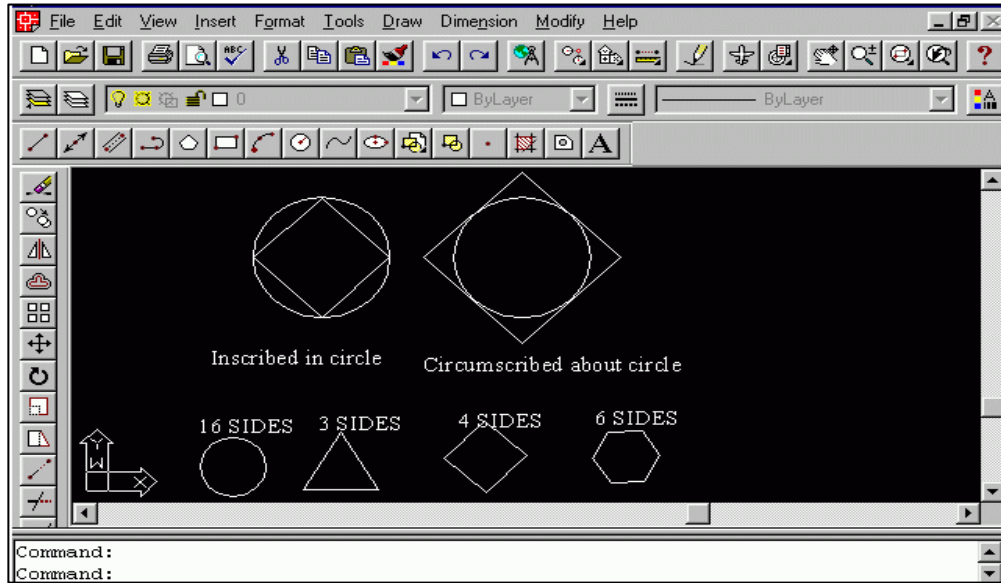 File Edit View Insert Format Tools Draw Dimension Modify Help
ABC
?
0 ByLayer ByLayer A
A
Inscribed in circle
Circumscribed about circle
16 SIDES 3 SIDES 4 SIDES 6 SIDES
Y
W
X
Command:
Command: